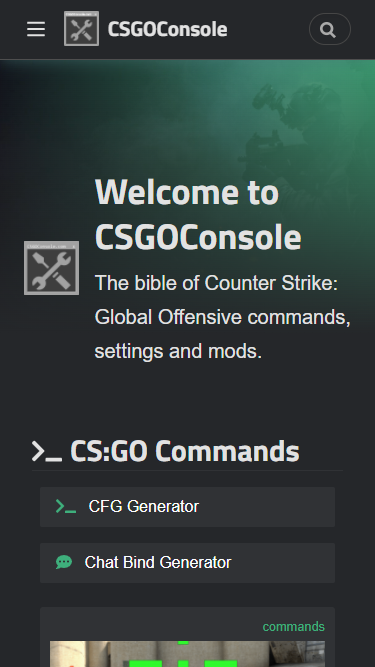 CSGOConsole
Welcome to
CSGOConsole
The bible of Counter Strike:
Global Offensive commands,
settings and mods.
CS:GO Commands
CFG Generator
Chat Bind Generator
commands